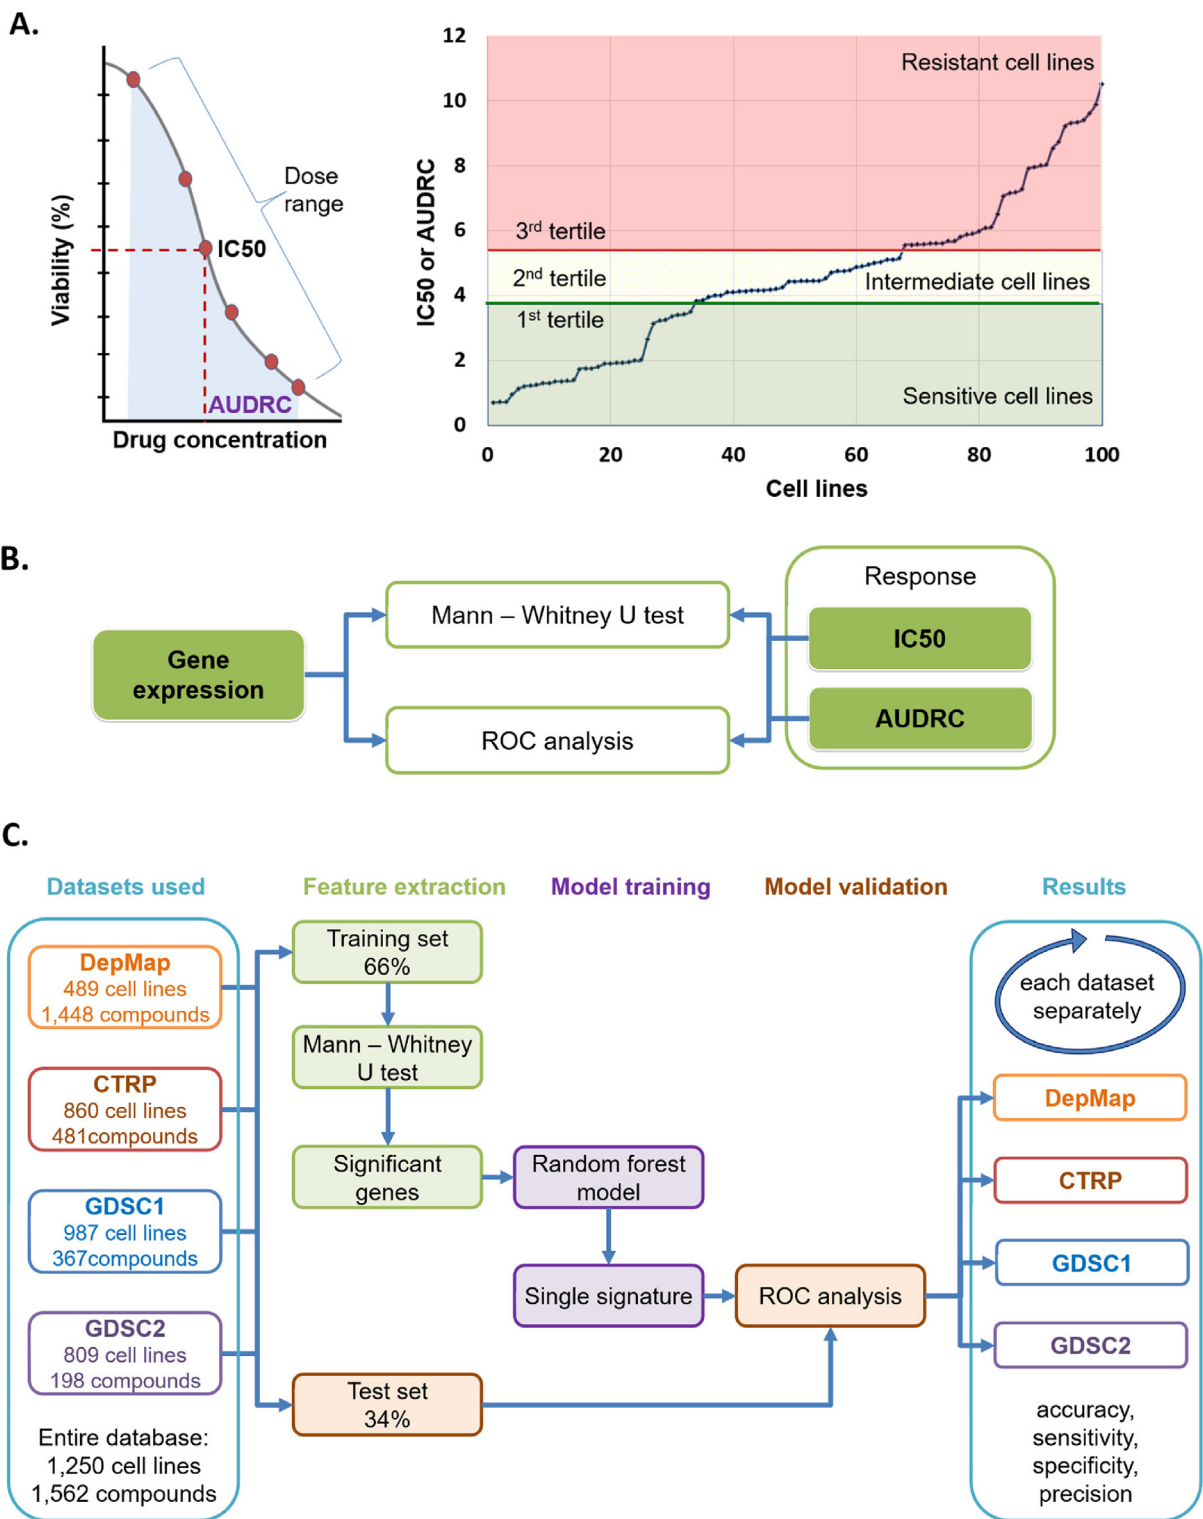 A.
Viability (%)
Dose
range
IC50
AUDRC
Drug concentration
IC50 or AUDRC
12
10
8
6
4
2
0
Resistant cell lines
3rd tertile
2nd tertile
Intermediate cell lines
1st tertile
Sensitive cell lines
0 20 40 60 80 100
Cell lines
B.
Gene
expression
Mann – Whitney U test
ROC analysis
Response
IC50
AUDRC
C.
Datasets used
Feature extraction
Model training
Model validation
Results
DepMap
489 cell lines
1,448 compounds
CTRP
860 cell lines
481compounds
GDSC1
987 cell lines
367compounds
GDSC2
809 cell lines
198 compounds
Entire database:
1,250 cell lines
1,562 compounds
Training set
66%
Mann – Whitney
U test
Significant
genes
Test set
34%
Random forest
model
Single signature
ROC analysis
each dataset
separately
DepMap
CTRP
GDSC1
GDSC2
accuracy,
sensitivity,
specificity,
precision